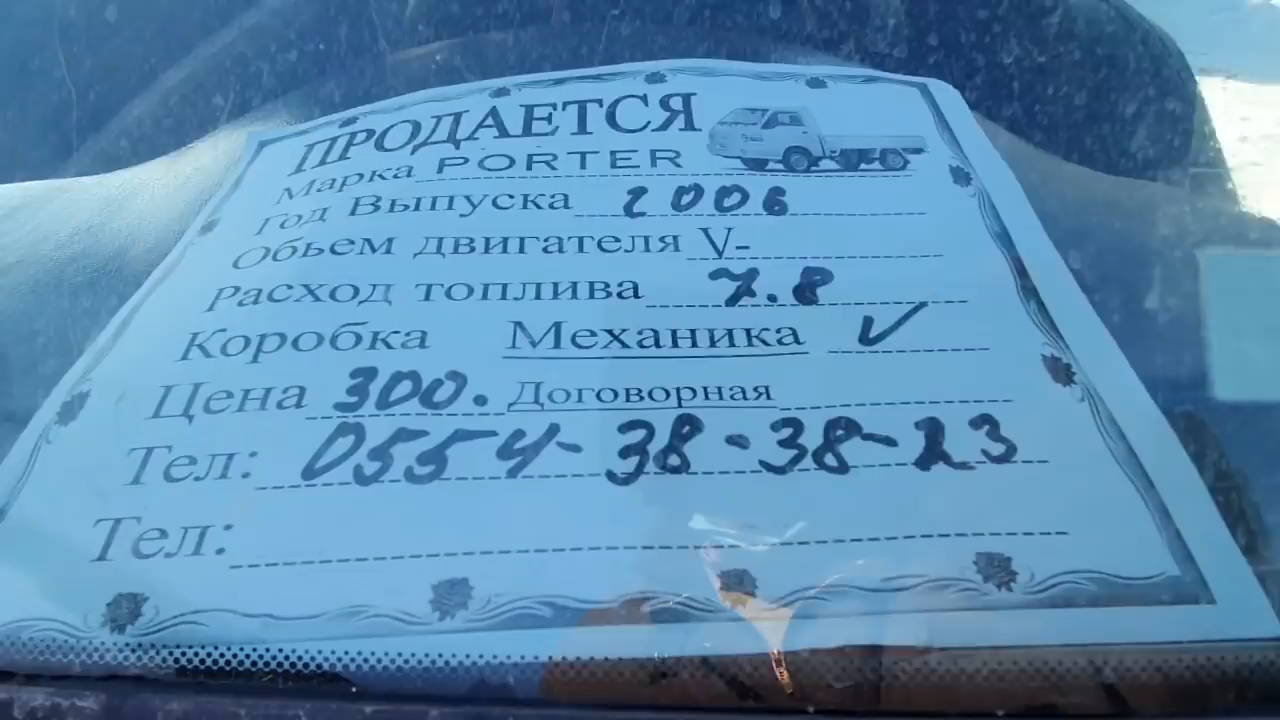 ПРОДАЕТСЯ
Марка PORTER
Год Выпуска 2006
Обьем двигателя V-
Расход топлива 7.8
Коробка Механика ✓
Цена 300. Договорная
Тел: 0554-38-38-23
Тел: